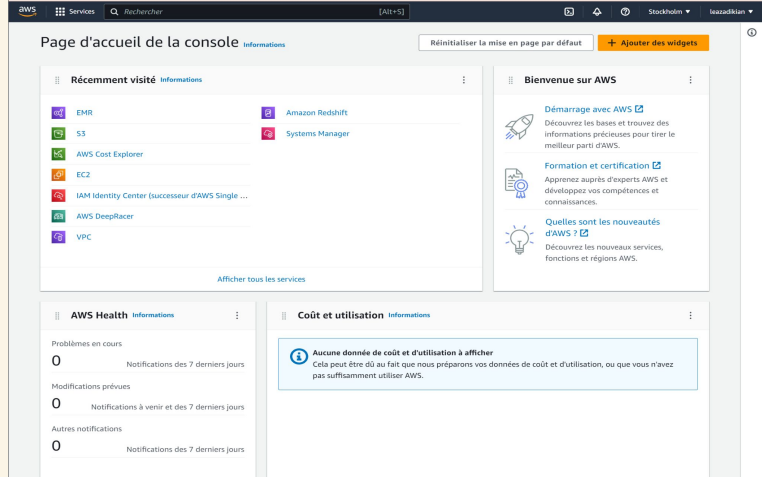 aws
Services
Rechercher
[Alt+S]
Stockholm
leazadikian
Page d'accueil de la console Informations
Réinitialiser la mise en page par défaut
+ Ajouter des widgets
Récemment visité Informations
EMR
S3
AWS Cost Explorer
EC2
IAM Identity Center (successeur d'AWS Single ...
AWS DeepRacer
VPC
Amazon Redshift
Systems Manager
Afficher tous les services
Bienvenue sur AWS
Démarrage avec AWS
Découvrez les bases et trouvez des
informations précieuses pour tirer le
meilleur parti d'AWS.
Formation et certification
Apprenez auprès d'experts AWS et
développez vos compétences et
connaissances.
Quelles sont les nouveautés
d'AWS ?
Découvrez les nouveaux services,
fonctions et régions AWS.
AWS Health Informations
Problèmes en cours
0 Notifications des 7 derniers jours
Modifications prévues
0 Notifications à venir et des 7 derniers jours
Autres notifications
0 Notifications des 7 derniers jours
Coût et utilisation Informations
Aucune donnée de coût et d'utilisation à afficher
Cela peut être dû au fait que nous préparons vos données de coût et d'utilisation, ou que vous n'avez
pas suffisamment utiliser AWS.